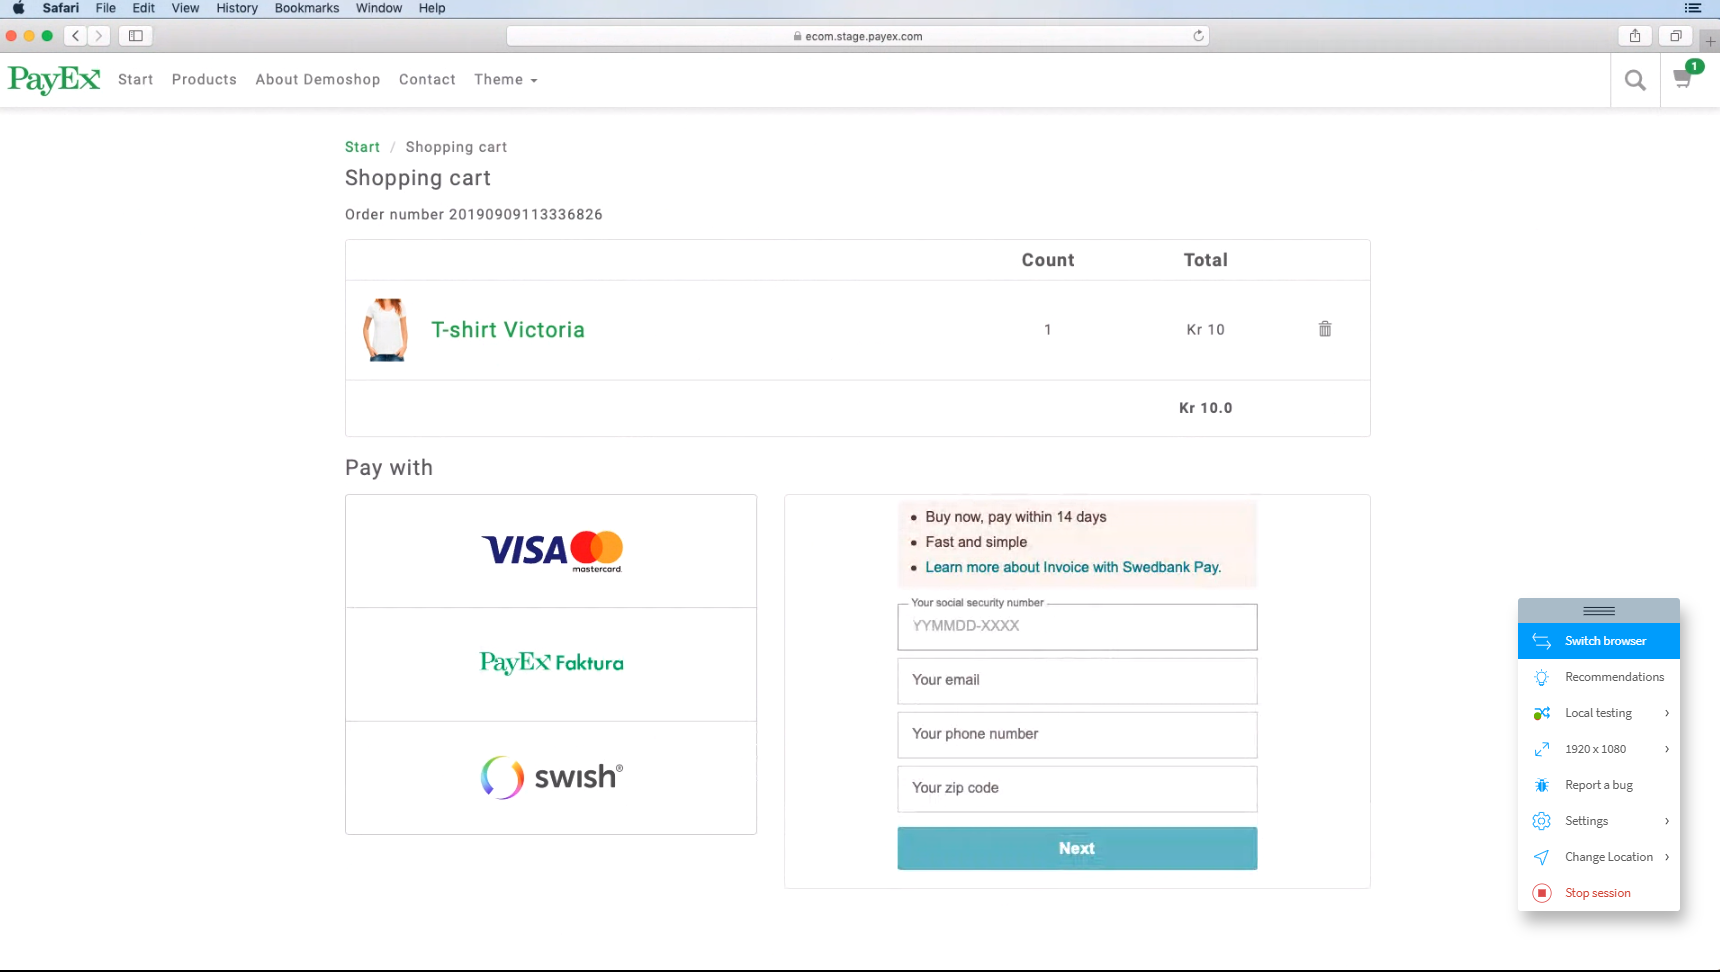 Safari File Edit View History Bookmarks Window Help
ecom.stage.payex.com
PayEx Start Products About Demoshop Contact Theme
1
Start / Shopping cart
Shopping cart
Order number 20190909113336826
Count Total
T-shirt Victoria 1 Kr 10
Kr 10.0
Pay with
VISA mastercard.
PayEx Faktura
swish®
• Buy now, pay within 14 days
• Fast and simple
• Learn more about Invoice with Swedbank Pay.
Your social security number
YYMMDD-XXXX
Your email
Your phone number
Your zip code
Next
Switch browser
Recommendations
Local testing
1920 x 1080
Report a bug
Settings
Change Location
Stop session